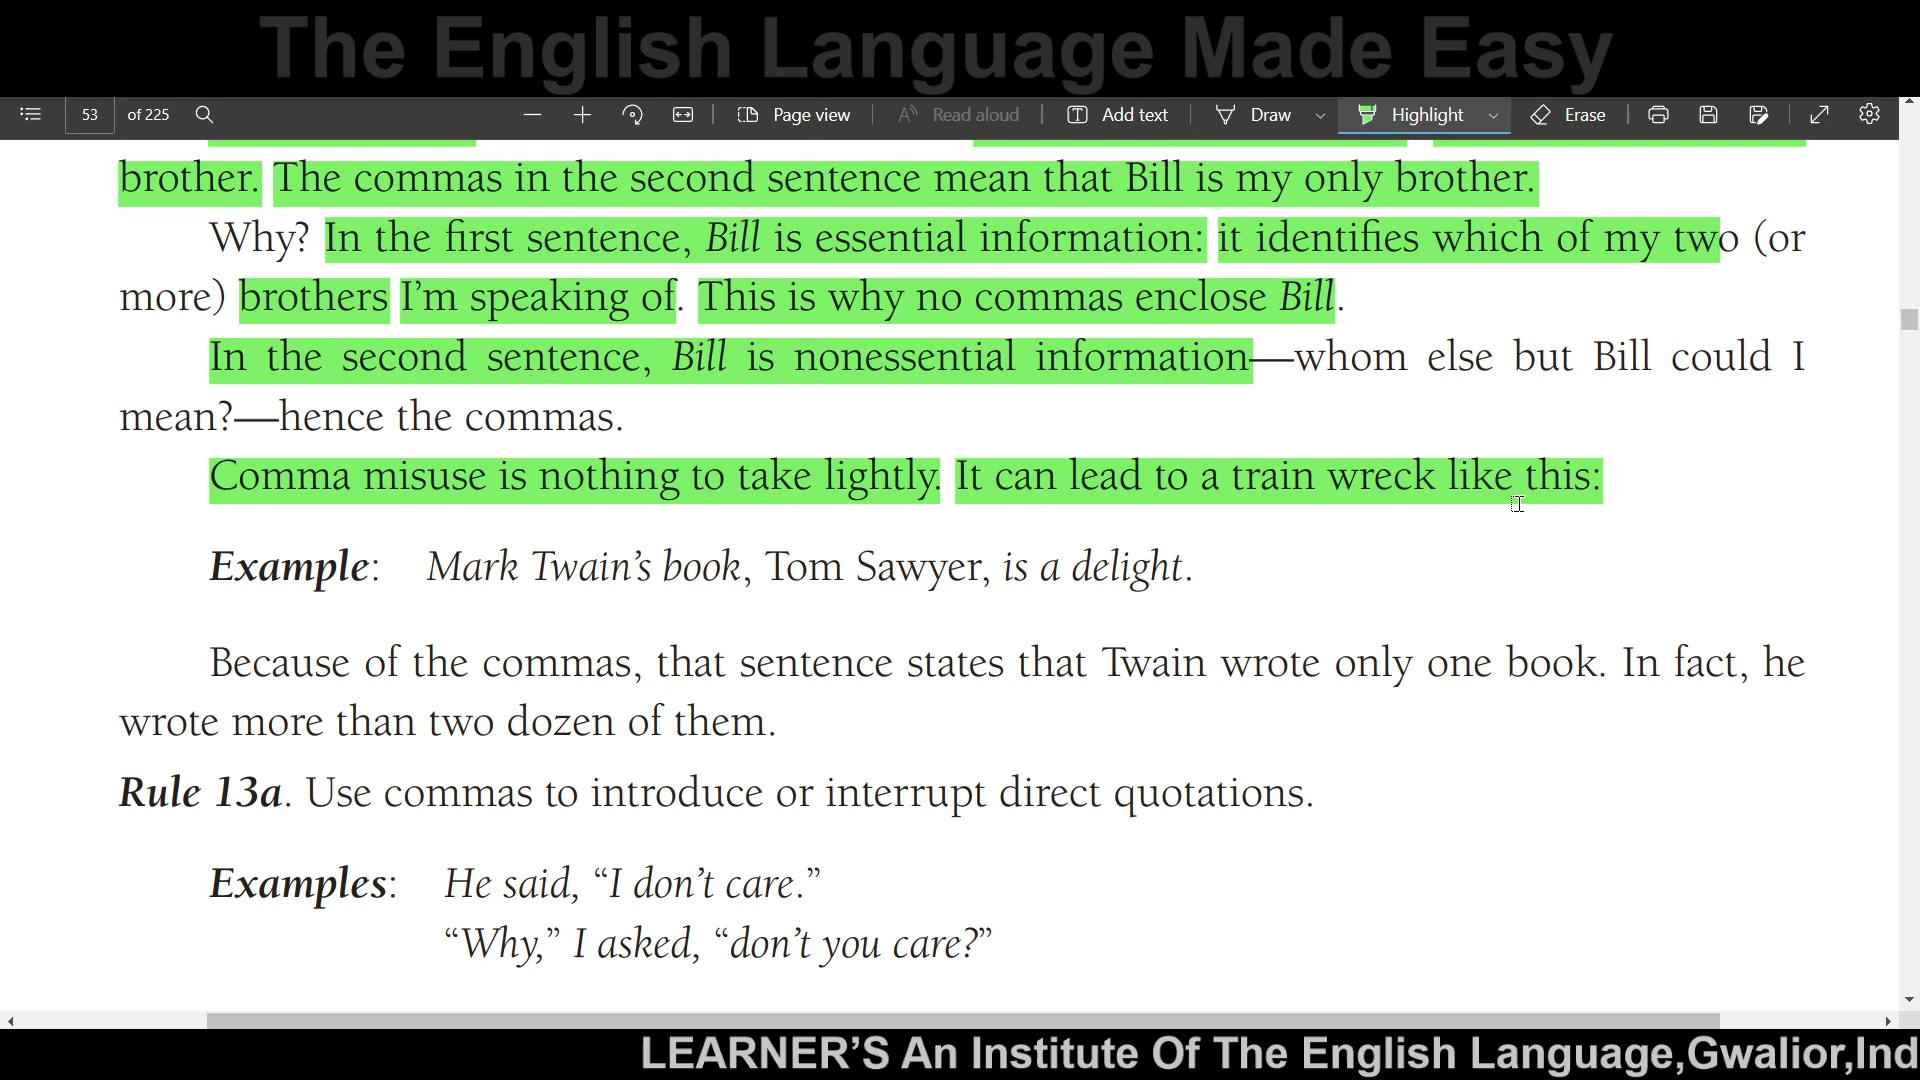 The English Language Made Easy
53 of 225 Page view Read aloud Add text Draw Highlight Erase
brother. The commas in the second sentence mean that Bill is my only brother.
Why? In the first sentence, Bill is essential information: it identifies which of my two (or
more) brothers I’m speaking of. This is why no commas enclose Bill.
In the second sentence, Bill is nonessential information—whom else but Bill could I
mean?—hence the commas.
Comma misuse is nothing to take lightly. It can lead to a train wreck like this:
Example: Mark Twain’s book, Tom Sawyer, is a delight.
Because of the commas, that sentence states that Twain wrote only one book. In fact, he
wrote more than two dozen of them.
Rule 13a. Use commas to introduce or interrupt direct quotations.
Examples: He said, “I don’t care.”
“Why,” I asked, “don’t you care?”
LEARNER’S An Institute Of The English Language,Gwalior,Ind